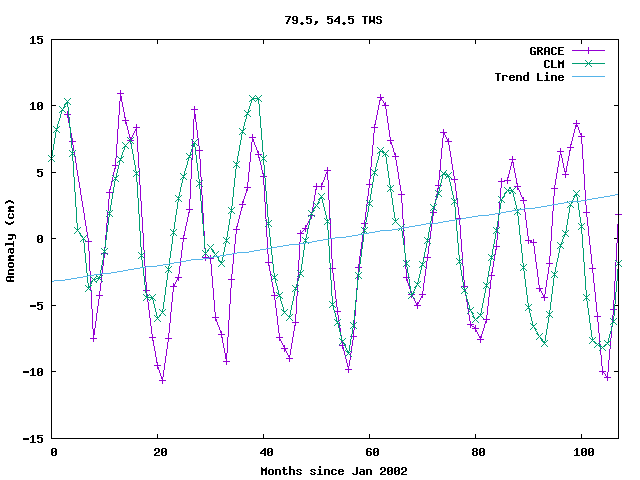 79.5, 54.5 TWS
GRACE
CLM
Trend Line
15
10
5
0
-5
-10
-15
Anomaly (cm)
0 20 40 60 80 100
Months since Jan 2002